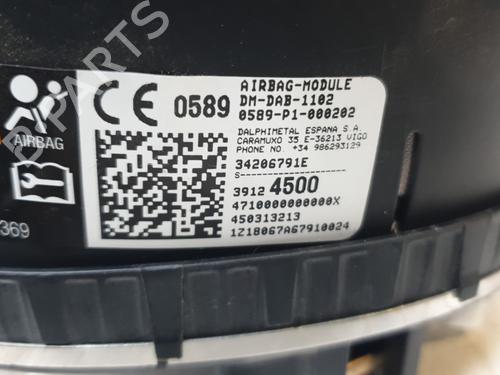 AIRBAG-MODULE
DM-DAB-1102
0589-P1-000202
CE 0589
DALPHIMETAL ESPANA S.A.
CARAMUXO 35 E-36213 VIGO
PHONE NO. +34 986293129
34206791E
S
3912 4500
4710000000000X
450313213
1Z18067A67910024
AIRBAG
369